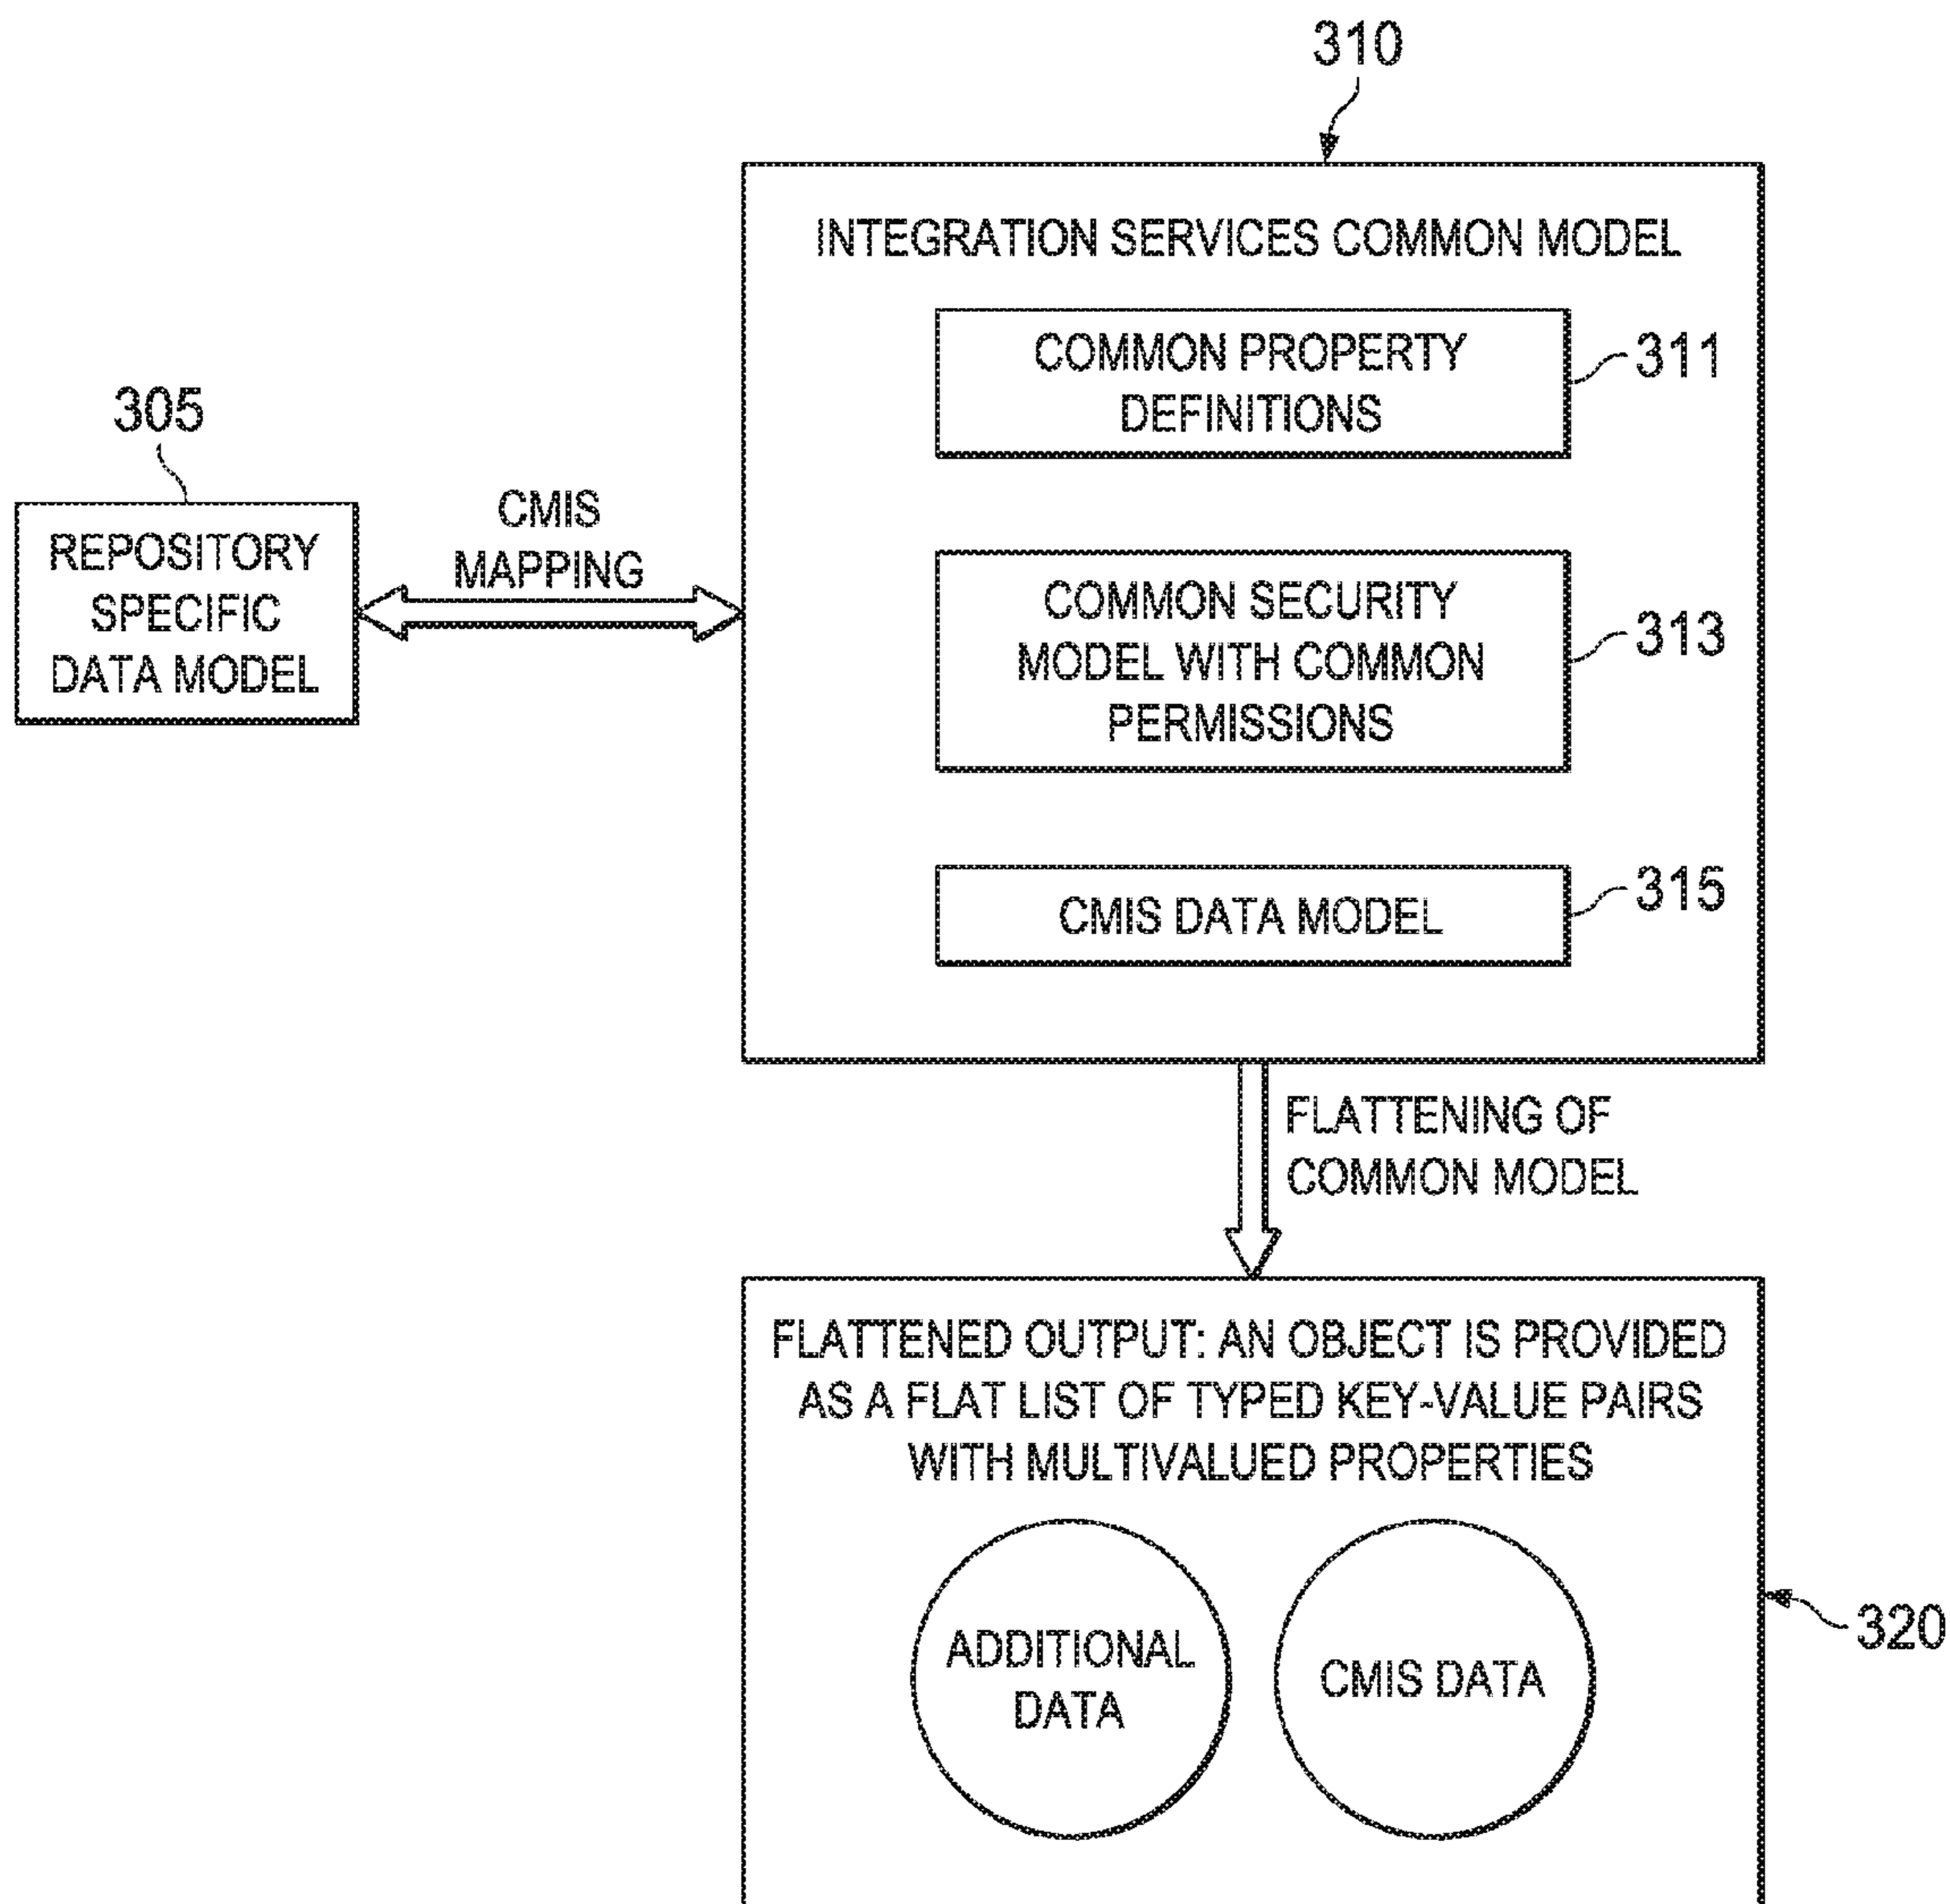 310
INTEGRATION SERVICES COMMON MODEL
COMMON PROPERTY
DEFINITIONS
311
305
REPOSITORY
SPECIFIC
DATA MODEL
CMIS
MAPPING
COMMON SECURITY
MODEL WITH COMMON
PERMISSIONS
313
CMIS DATA MODEL
315
FLATTENING OF
COMMON MODEL
FLATTENED OUTPUT: AN OBJECT IS PROVIDED
AS A FLAT LIST OF TYPED KEY-VALUE PAIRS
WITH MULTIVALUED PROPERTIES
ADDITIONAL
DATA
CMIS DATA
320